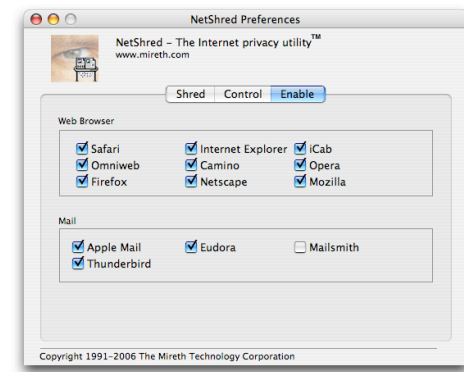 NetShred Preferences
NetShred - The Internet privacy utility™
www.mireth.com
Shred Control Enable
Web Browser
Safari Internet Explorer iCab
Omniweb Camino Opera
Firefox Netscape Mozilla
Mail
Apple Mail Eudora Mailsmith
Thunderbird
Copyright 1991-2006 The Mireth Technology Corporation